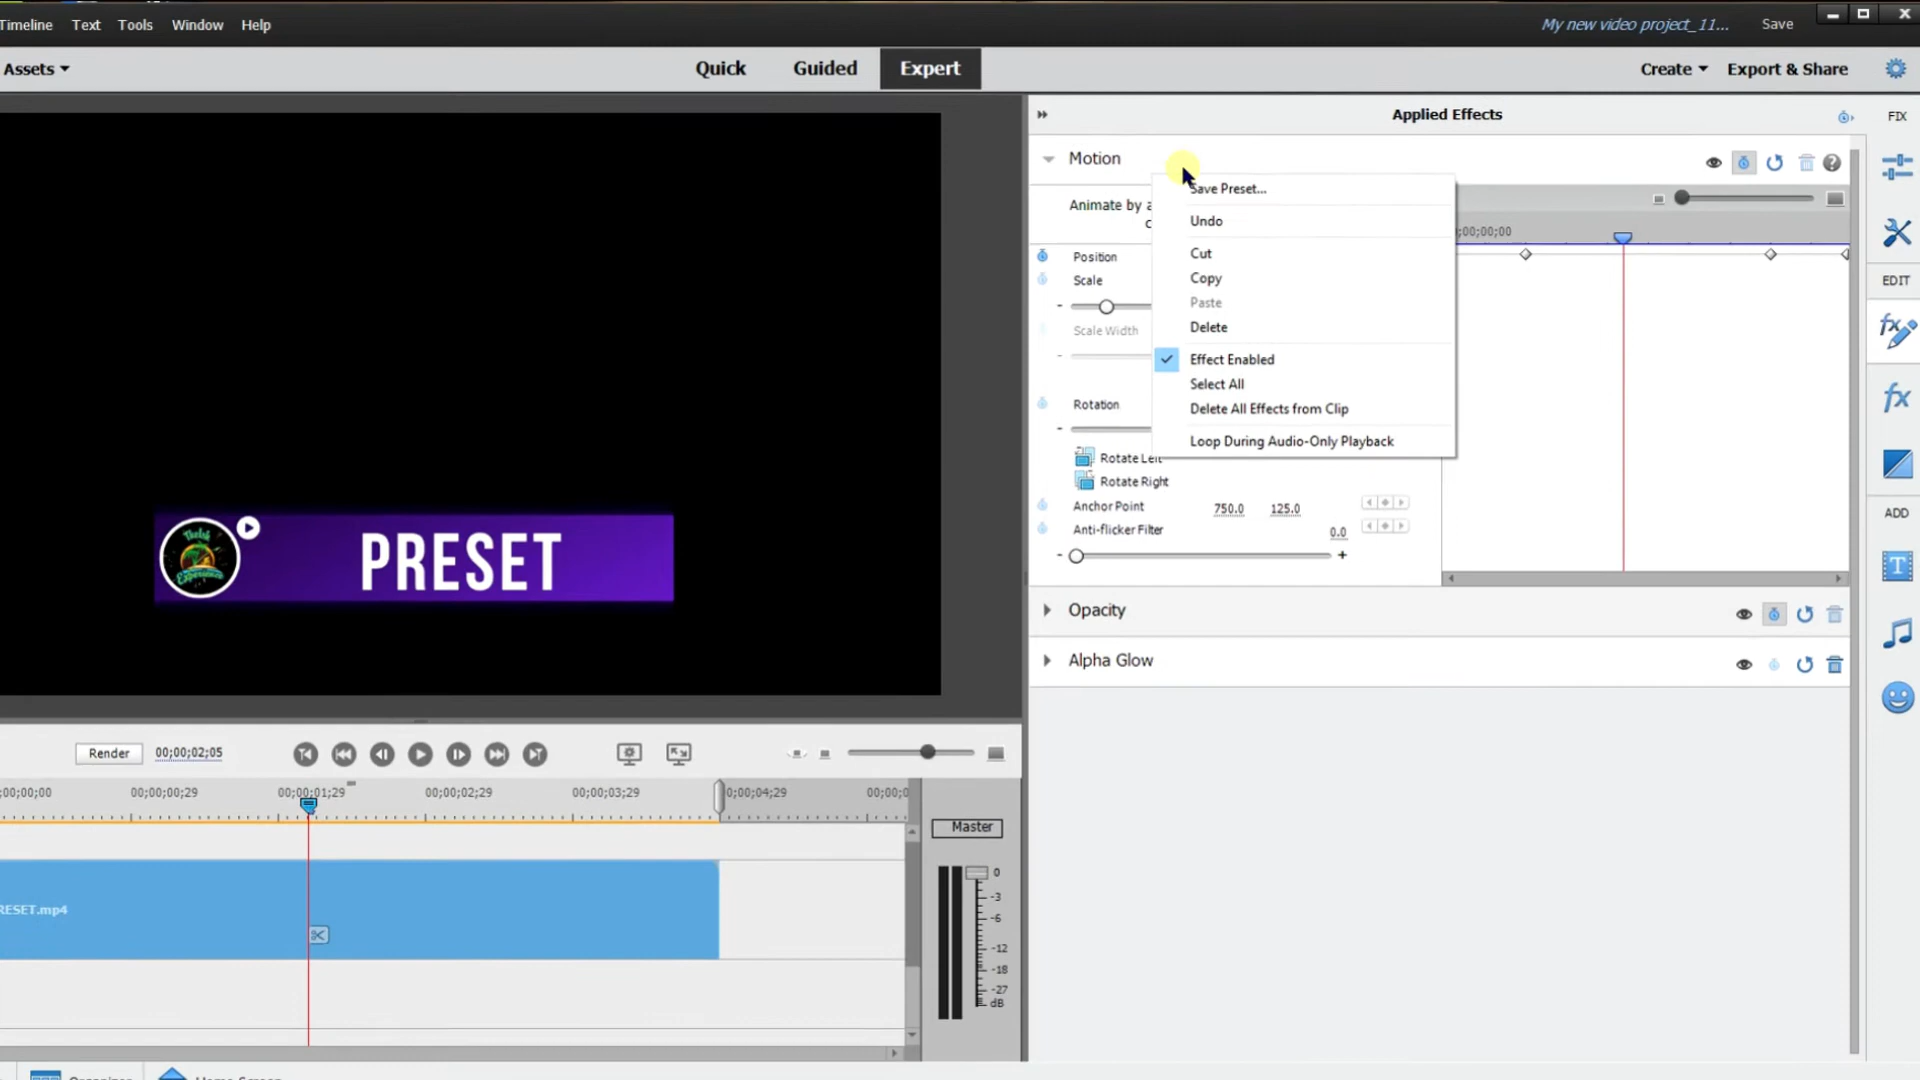 Timeline Text Tools Window Help
My new video project_11... Save
Assets
Quick Guided Expert
Create Export & Share
Applied Effects
FIX
Motion
Save Preset...
Animate by a
c
Undo
;00;00;00
Position
Cut
Scale
Copy
EDIT
Paste
Scale Width
Delete
Effect Enabled
Select All
Rotation
Delete All Effects from Clip
Loop During Audio-Only Playback
Rotate Left
Rotate Right
Anchor Point 750.0 125.0
Anti-flicker Filter 0.0
ADD
PRESET
TheIsk
Experience
Opacity
Alpha Glow
Render 00;00;02;05
00;00;00 00;00;00;29 00;00;01;29 00;00;02;29 00;00;03;29 0;00;04;29 00;00;0
Master
0
-3
-6
-12
-18
-27
dB
RESET.mp4
Organizer Home Screen